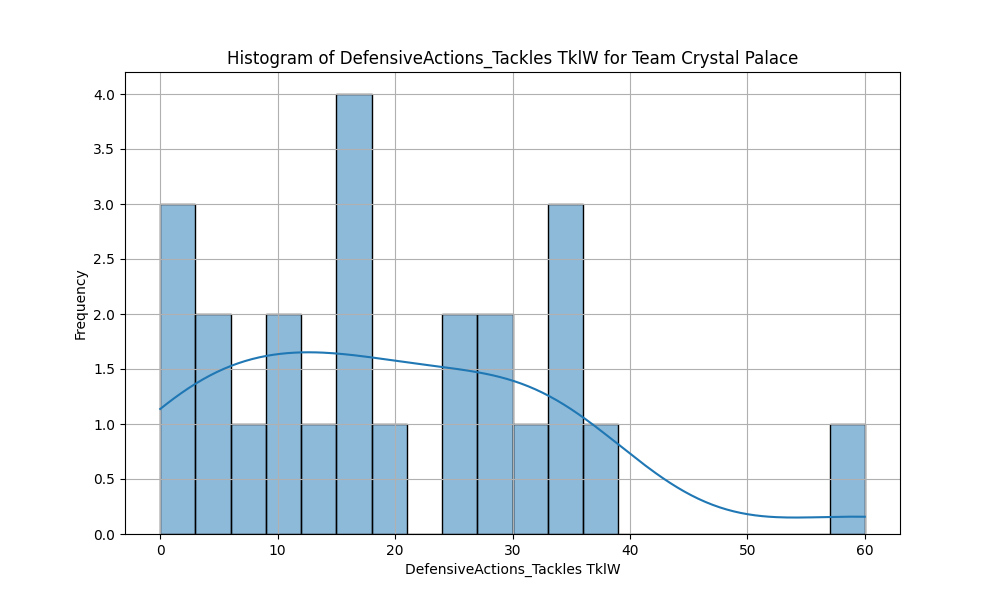 Histogram of DefensiveActions_Tackles TklW for Team Crystal Palace
4.0
3.5
3.0
2.5
2.0
1.5
1.0
0.5
0.0
Frequency
0 10 20 30 40 50 60
DefensiveActions_Tackles TklW